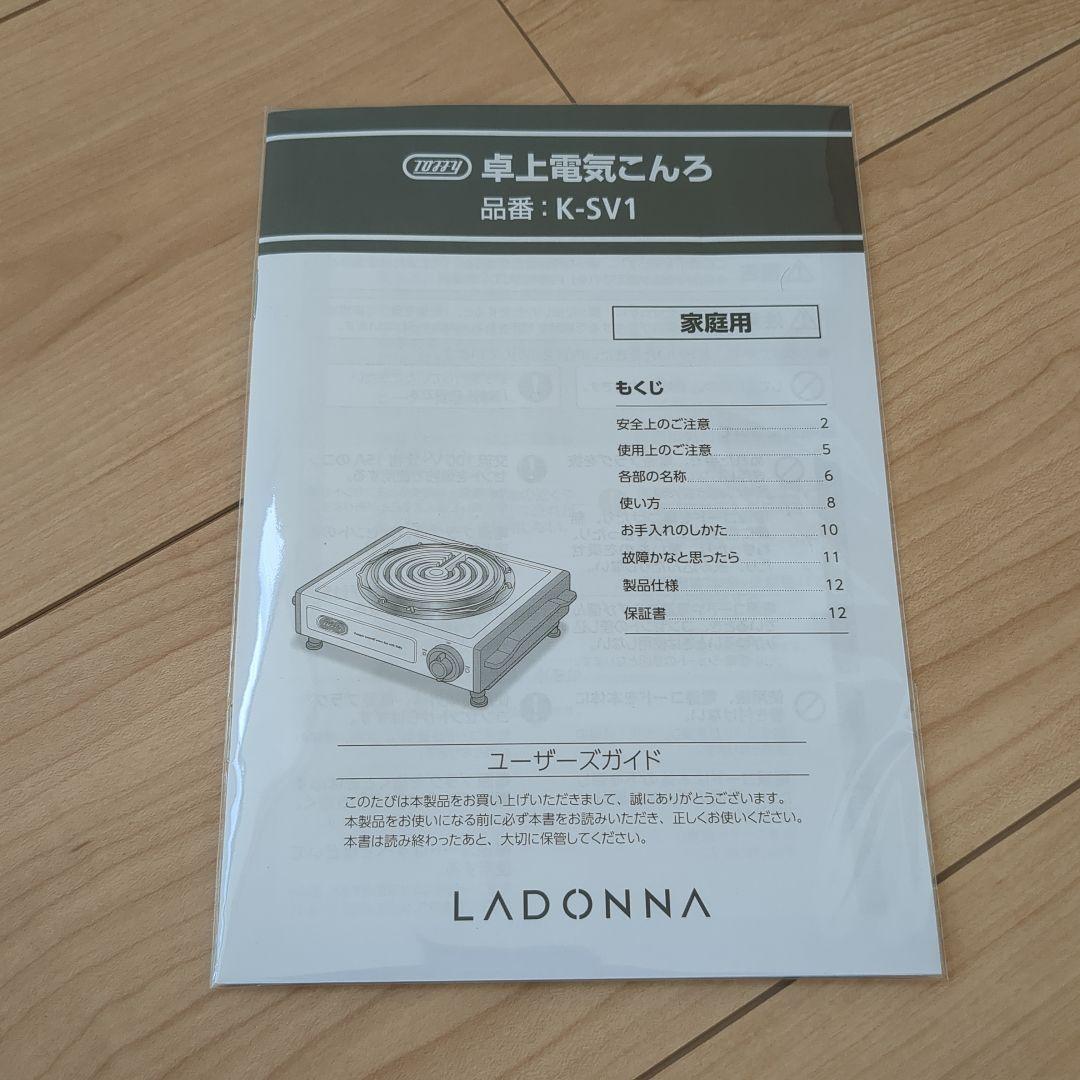 Toffy 卓上電気こんろ
品番：K-SV1
家庭用
もくじ
安全上のご注意 2
使用上のご注意 5
各部の名称 6
使い方 8
お手入れのしかた 10
故障かなと思ったら 11
製品仕様 12
保証書 12
ユーザーズガイド
このたびは本製品をお買い上げいただきまして、誠にありがとうございます。
本製品をお使いになる前に必ず本書をお読みいただき、正しくお使いください。
本書は読み終わったあと、大切に保管してください。
LADONNA